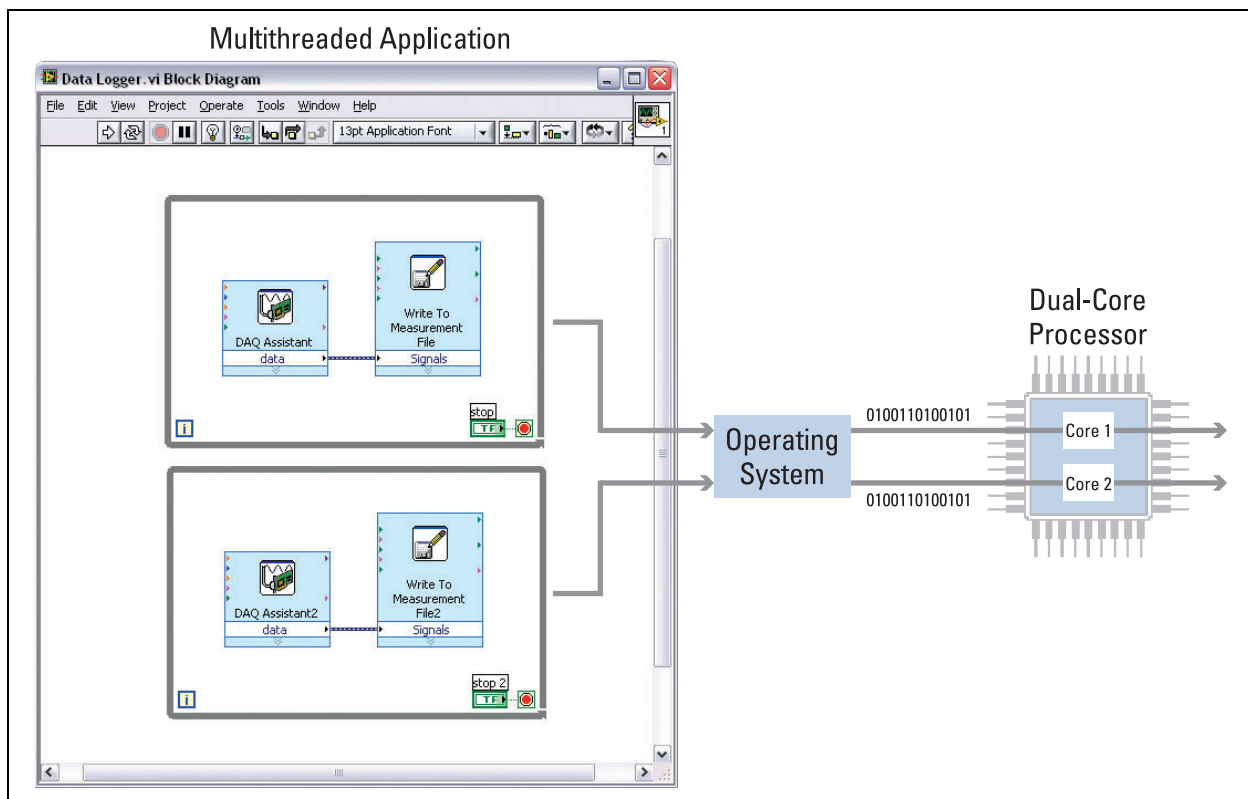 Multithreaded Application
Data Logger.vi Block Diagram
File Edit View Project Operate Tools Window Help
13pt Application Font
1
DAQ Assistant
data
Write To
Measurement
File
Signals
stop
TF
i
DAQ Assistant2
data
Write To
Measurement
File2
Signals
stop 2
TF
i
Operating
System
0100110100101
0100110100101
Dual-Core
Processor
Core 1
Core 2